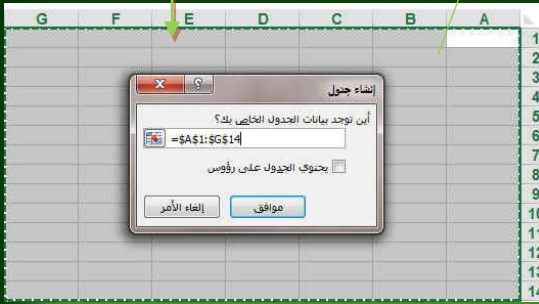 G F E D C B A
1
2
3
4
5
6
7
8
9
10
11
12
13
14
إنشاء جدول
أين توجد بيانات الجدول الخاص بك؟
=$A$1:$G$14
يحتوي الجدول على رؤوس
موافق
إلغاء الأمر